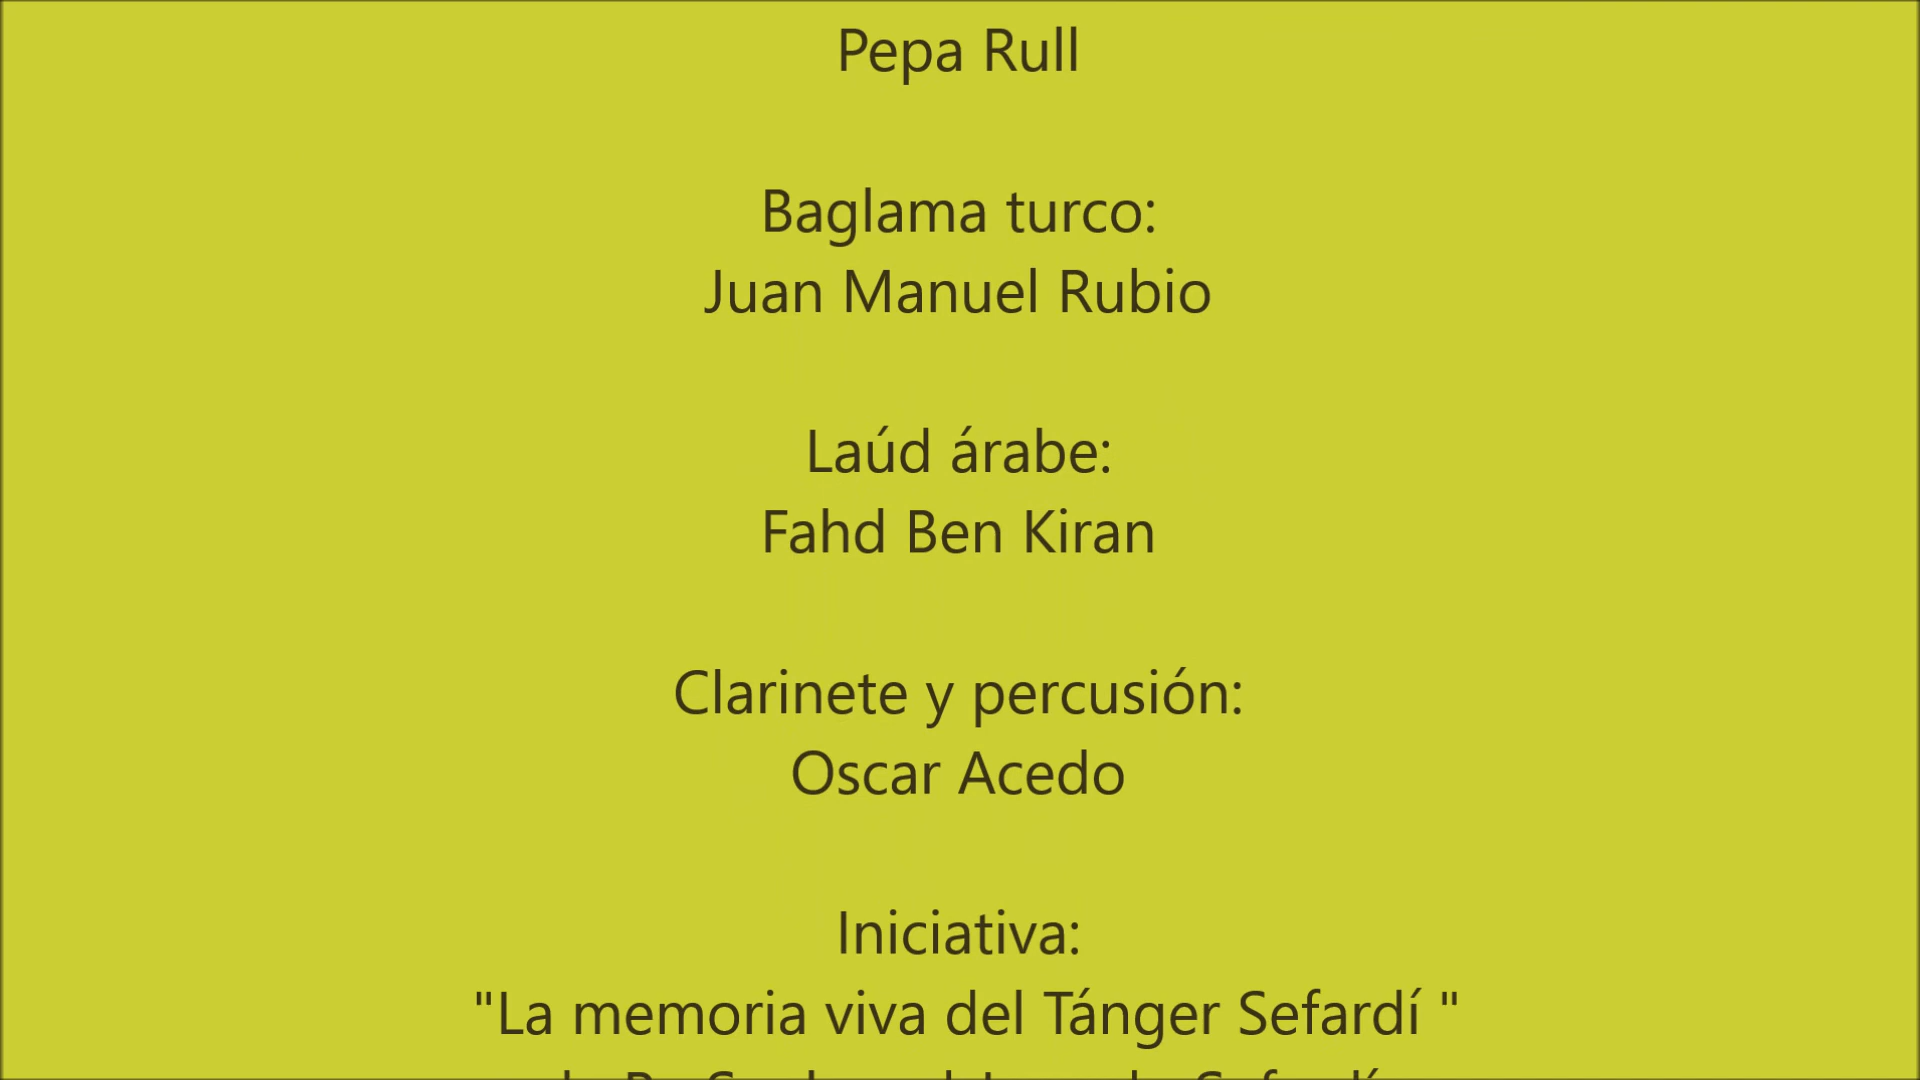 Pepa Rull
Baglama turco:
Juan Manuel Rubio
Laúd árabe:
Fahd Ben Kiran
Clarinete y percusión:
Oscar Acedo
Iniciativa:
"La memoria viva del Tánger Sefardí "